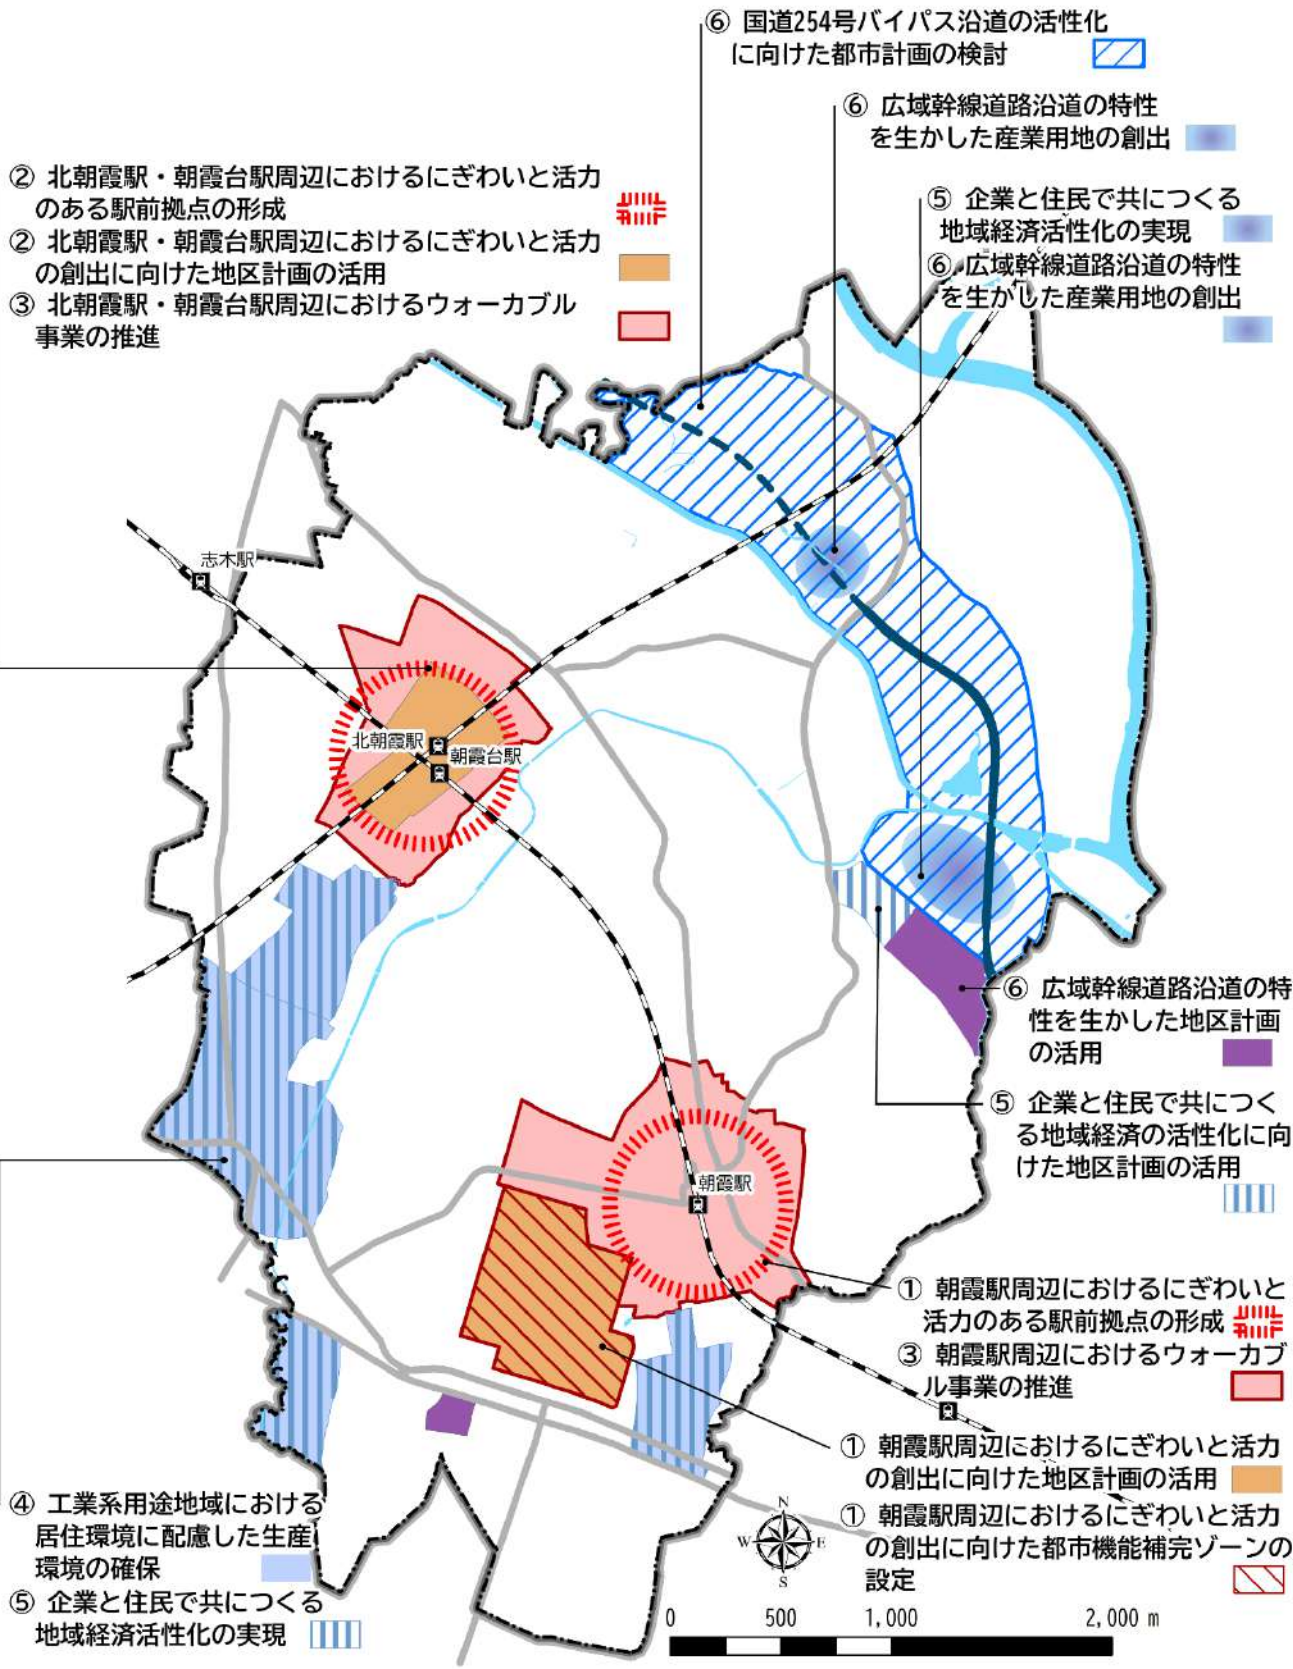 ⑥ 国道254号バイパス沿道の活性化
に向けた都市計画の検討
⑥ 広域幹線道路沿道の特性
を生かした産業用地の創出
② 北朝霞駅・朝霞台駅周辺におけるにぎわいと活力
のある駅前拠点の形成
② 北朝霞駅・朝霞台駅周辺におけるにぎわいと活力
の創出に向けた地区計画の活用
③ 北朝霞駅・朝霞台駅周辺におけるウォーカブル
事業の推進
⑤ 企業と住民で共につくる
地域経済活性化の実現
⑥ 広域幹線道路沿道の特性
を生かした産業用地の創出
志木駅
北朝霞駅
朝霞台駅
⑥ 広域幹線道路沿道の特
性を生かした地区計画
の活用
⑤ 企業と住民で共につく
る地域経済の活性化に向
けた地区計画の活用
朝霞駅
① 朝霞駅周辺におけるにぎわいと
活力のある駅前拠点の形成
③ 朝霞駅周辺におけるウォーカブ
ル事業の推進
① 朝霞駅周辺におけるにぎわいと活力
の創出に向けた地区計画の活用
① 朝霞駅周辺におけるにぎわいと活力
の創出に向けた都市機能補完ゾーンの
設定
④ 工業系用途地域における
居住環境に配慮した生産
環境の確保
⑤ 企業と住民で共につくる
地域経済活性化の実現
N
W E
S
0 500 1,000 2,000 m